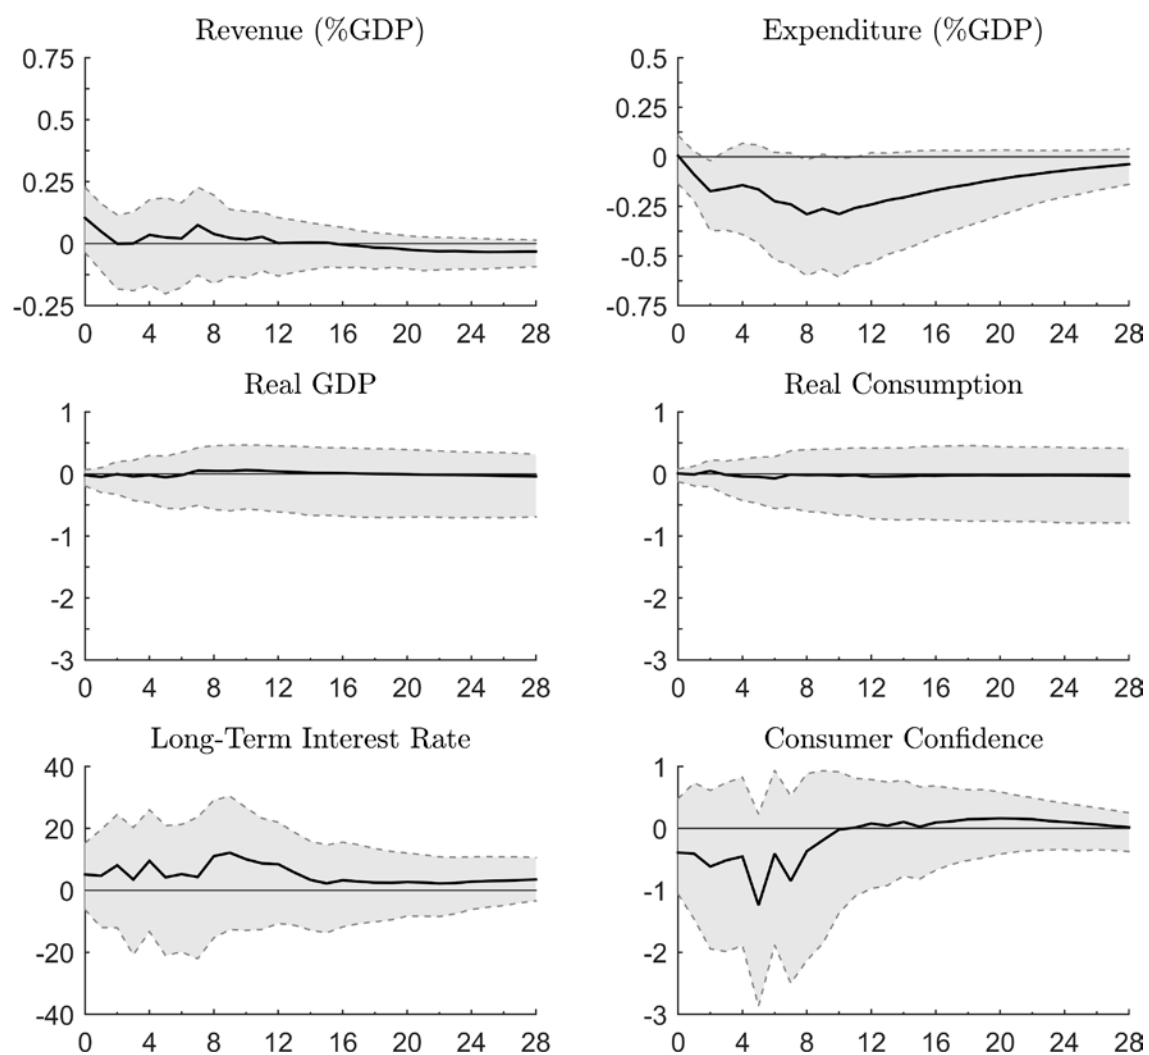 Revenue (%GDP)
0.75
0.5
0.25
0
-0.25
0 4 8 12 16 20 24 28
Expenditure (%GDP)
0.5
0.25
0
-0.25
-0.5
-0.75
0 4 8 12 16 20 24 28
Real GDP
1
0
-1
-2
-3
0 4 8 12 16 20 24 28
Real Consumption
1
0
-1
-2
-3
0 4 8 12 16 20 24 28
Long-Term Interest Rate
40
20
0
-20
-40
0 4 8 12 16 20 24 28
Consumer Confidence
1
0
-1
-2
-3
0 4 8 12 16 20 24 28